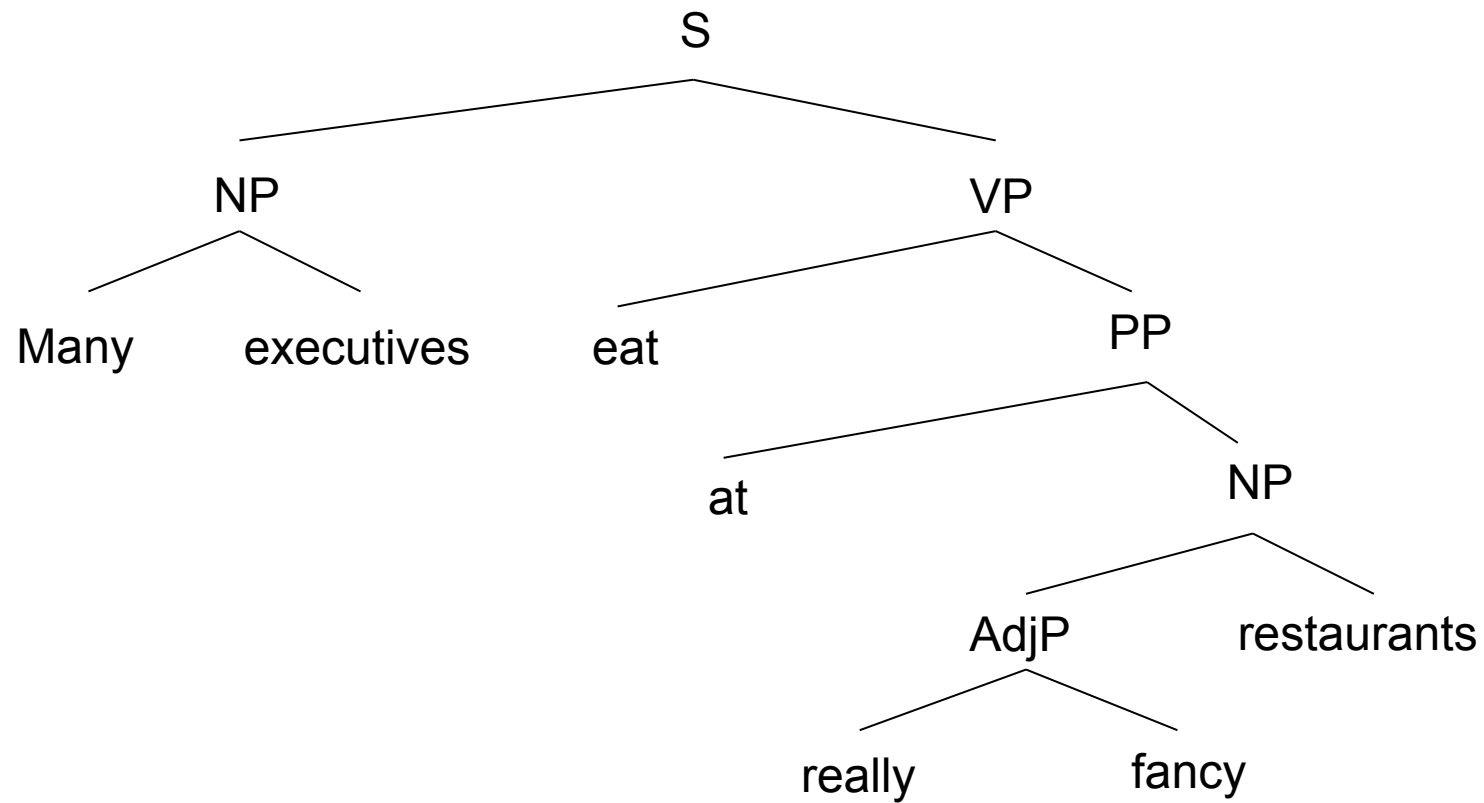 S
NP VP
Many executives eat PP
at NP
AdjP restaurants
really fancy